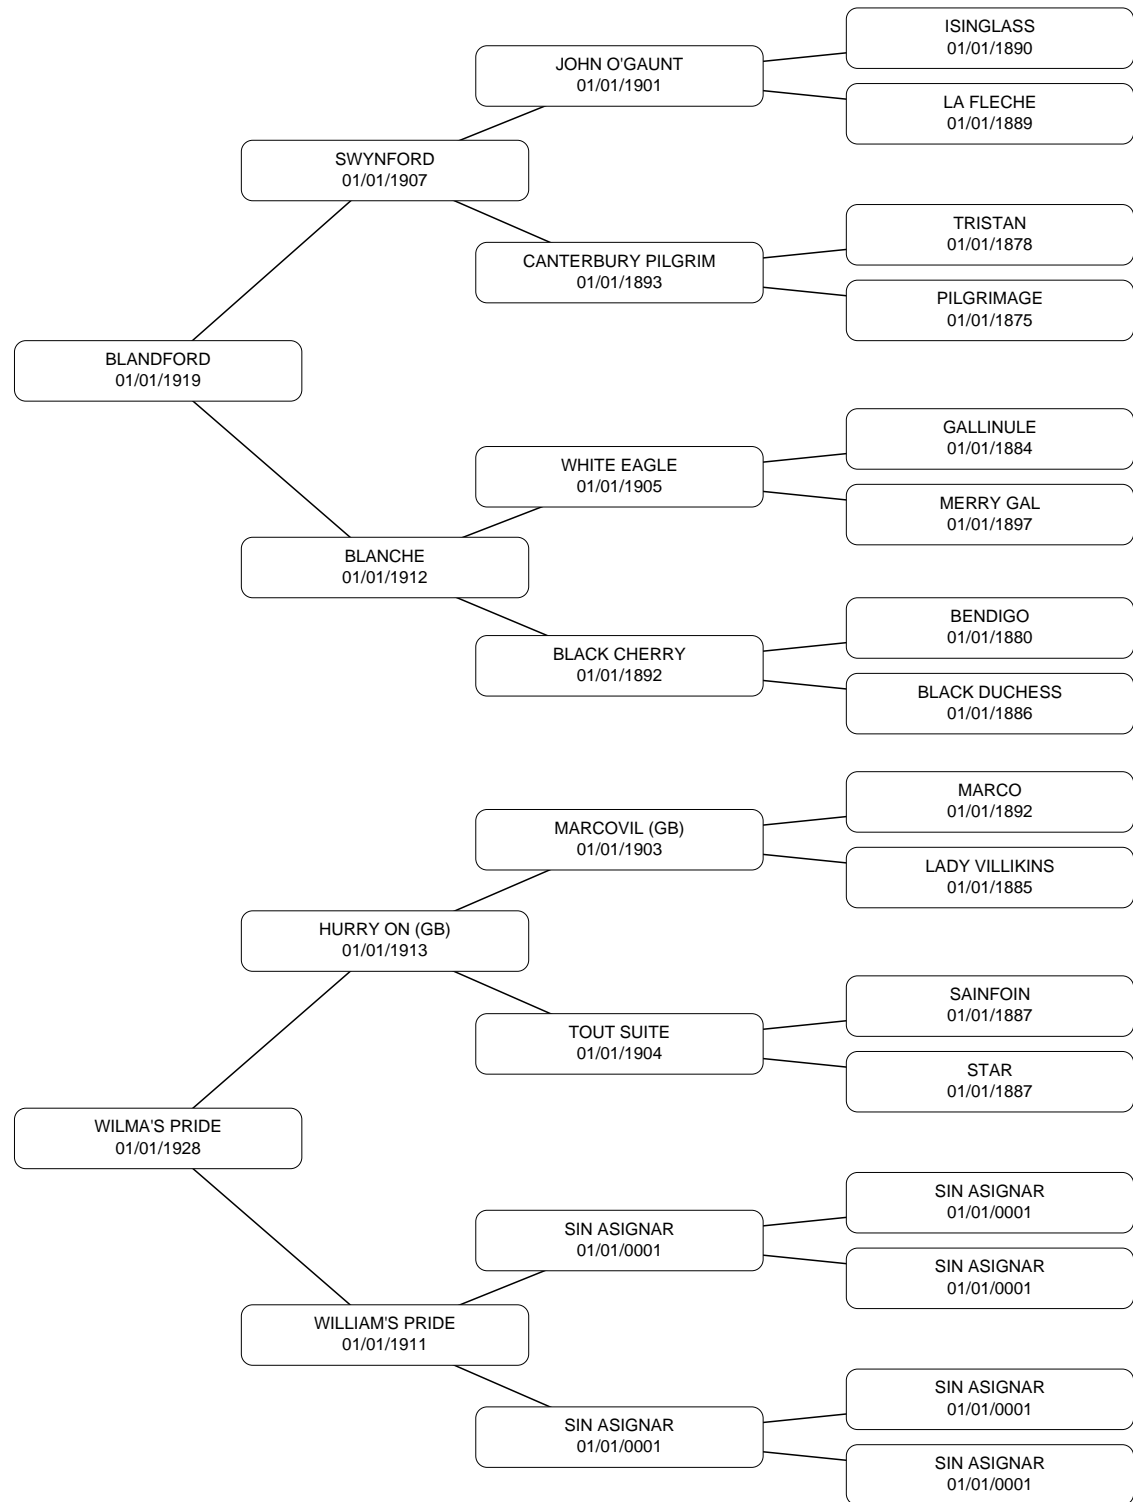 ISINGLASS
01/01/1890
JOHN O'GAUNT
01/01/1901
LA FLECHE
01/01/1889
SWYNFORD
01/01/1907
TRISTAN
01/01/1878
CANTERBURY PILGRIM
01/01/1893
PILGRIMAGE
01/01/1875
BLANDFORD
01/01/1919
GALLINULE
01/01/1884
WHITE EAGLE
01/01/1905
MERRY GAL
01/01/1897
BLANCHE
01/01/1912
BENDIGO
01/01/1880
BLACK CHERRY
01/01/1892
BLACK DUCHESS
01/01/1886
MARCO
01/01/1892
MARCOVIL (GB)
01/01/1903
LADY VILLIKINS
01/01/1885
HURRY ON (GB)
01/01/1913
SAINFOIN
01/01/1887
TOUT SUITE
01/01/1904
STAR
01/01/1887
WILMA'S PRIDE
01/01/1928
SIN ASIGNAR
01/01/0001
SIN ASIGNAR
01/01/0001
SIN ASIGNAR
01/01/0001
WILLIAM'S PRIDE
01/01/1911
SIN ASIGNAR
01/01/0001
SIN ASIGNAR
01/01/0001
SIN ASIGNAR
01/01/0001